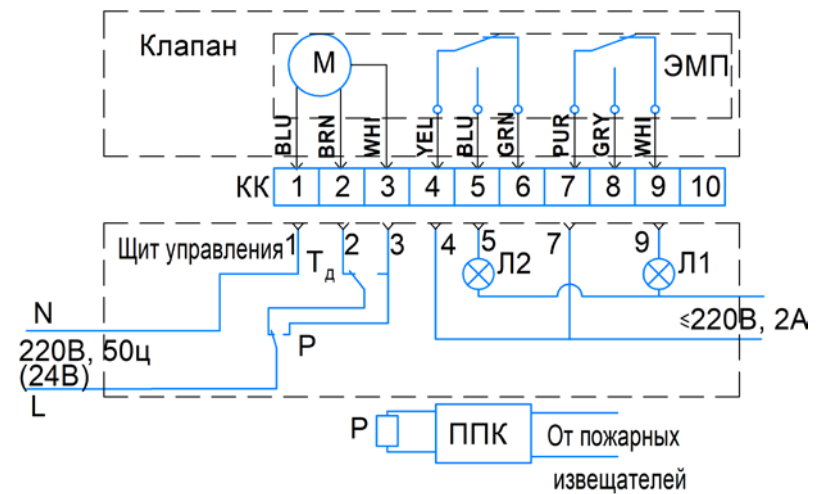 Клапан
М
ЭМП
BLU
BRN
WHI
YEL
BLU
GRN
PUR
GRY
WHI
КК 1 2 3 4 5 6 7 8 9 10
Щит управления 1 2 3 4 5 7 9
Тд
Л2
Л1
N
220В, 50ц
(24В)
L
Р
≤220В, 2А
Р
ППК
От пожарных
извещателей